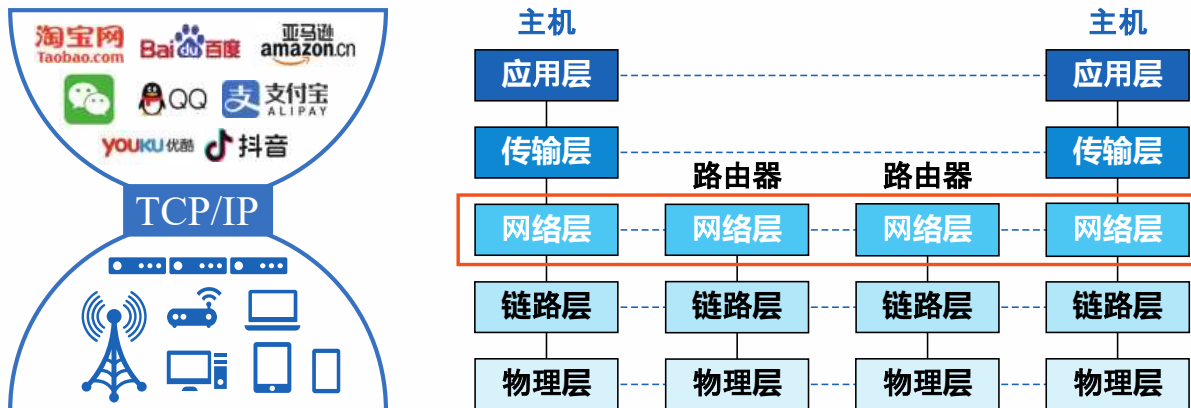 淘宝网
Taobao.com
Bai du 百度
亚马逊
amazon.cn
QQ
支 支付宝
ALIPAY
YOUKU 优酷
抖音
TCP/IP
主机 主机
应用层 应用层
传输层 传输层
路由器 路由器
网络层 网络层 网络层 网络层
链路层 链路层 链路层 链路层
物理层 物理层 物理层 物理层